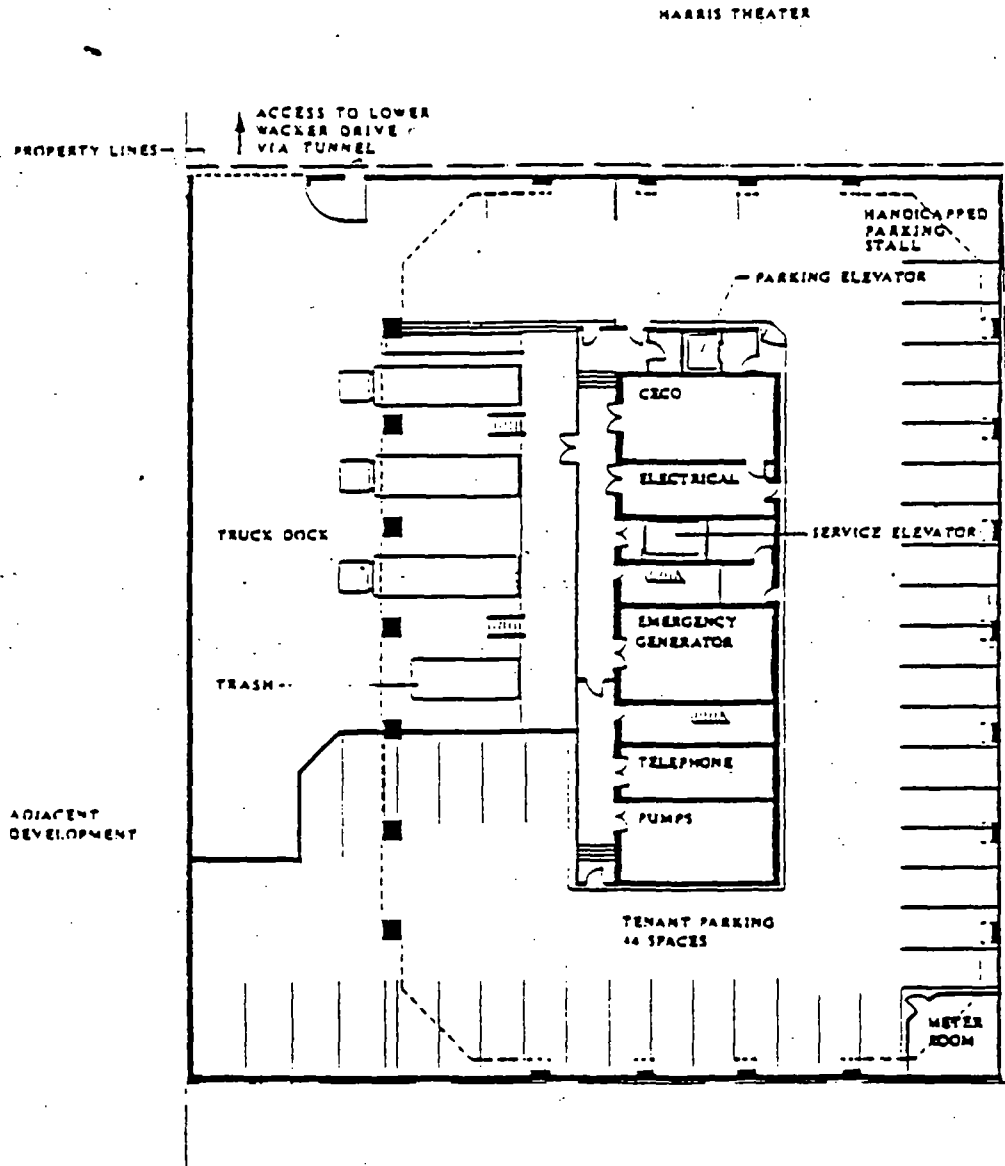 HARRIS THEATER
ACCESS TO LOWER
WACKER DRIVE
VIA TUNNEL
PROPERTY LINES
HANDICAPPED
PARKING
STALL
PARKING ELEVATOR
CECO
ELECTRICAL
TRUCK DOCK
SERVICE ELEVATOR
EMERGENCY
GENERATOR
TRASH
TELEPHONE
ADJACENT
DEVELOPMENT
PUMPS
TENANT PARKING
44 SPACES
METER
ROOM